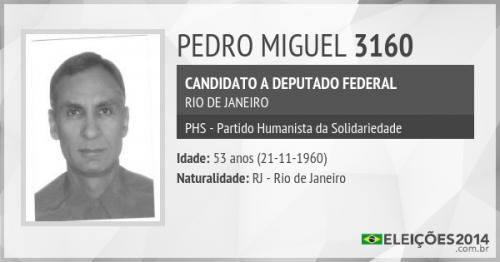 PEDRO MIGUEL 3160
CANDIDATO A DEPUTADO FEDERAL
RIO DE JANEIRO
PHS - Partido Humanista da Solidariedade
Idade: 53 anos (21-11-1960)
Naturalidade: RJ - Rio de Janeiro
ELEIÇÕES2014
.com.br